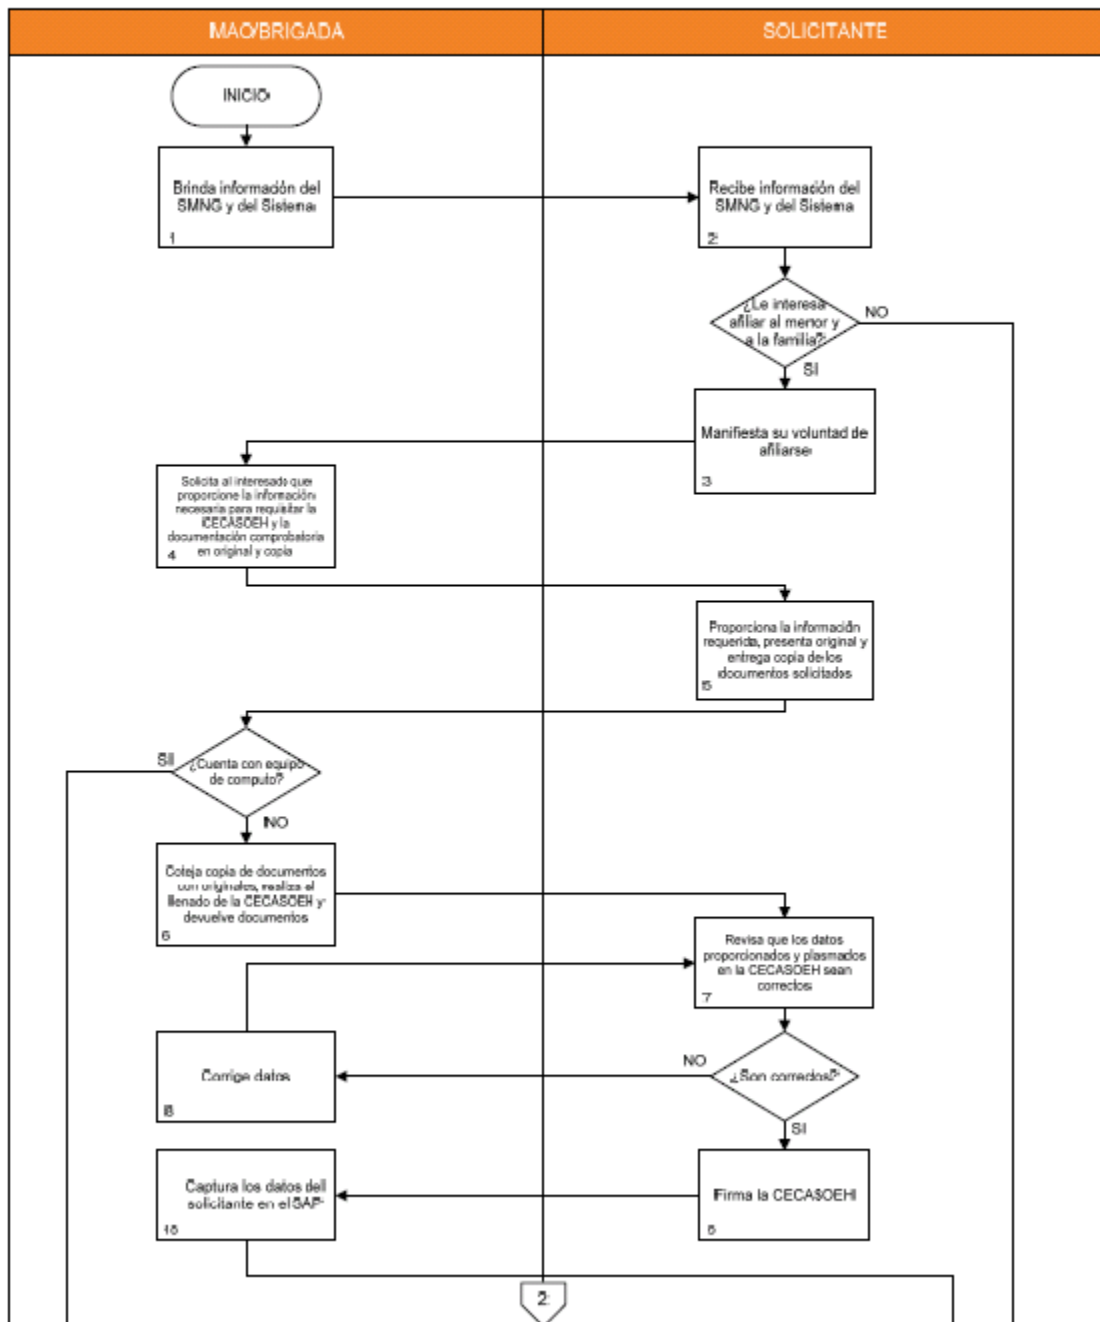 MAO/BRIGADA
SOLICITANTE
INICIO
Brinda información del
SMNG y del Sistema
1
Recibe información del
SMNG y del Sistema
2
¿Le interesa
afiliar al menor y
a la familia?
NO
SI
Manifiesta su voluntad de
afiliarse
3
Solicita al interesado que
proporcione la información
necesaria para requisitar la
CECASOEH y la
documentación comprobatoria
en original y copia
4
Proporciona la información
requerida, presenta original y
entrega copia de los
documentos solicitados
5
SI
¿Cuenta con equipo
de computo?
NO
Coteja copia de documentos
con originales, realiza el
llenado de la CECASOEH y
devuelve documentos
6
Revisa que los datos
proporcionados y plasmados
en la CECASOEH sean
correctos
7
NO
¿Son correctos?
SI
Corrige datos
8
Captura los datos del
solicitante en el SAP
Firma la CECASOEH
2